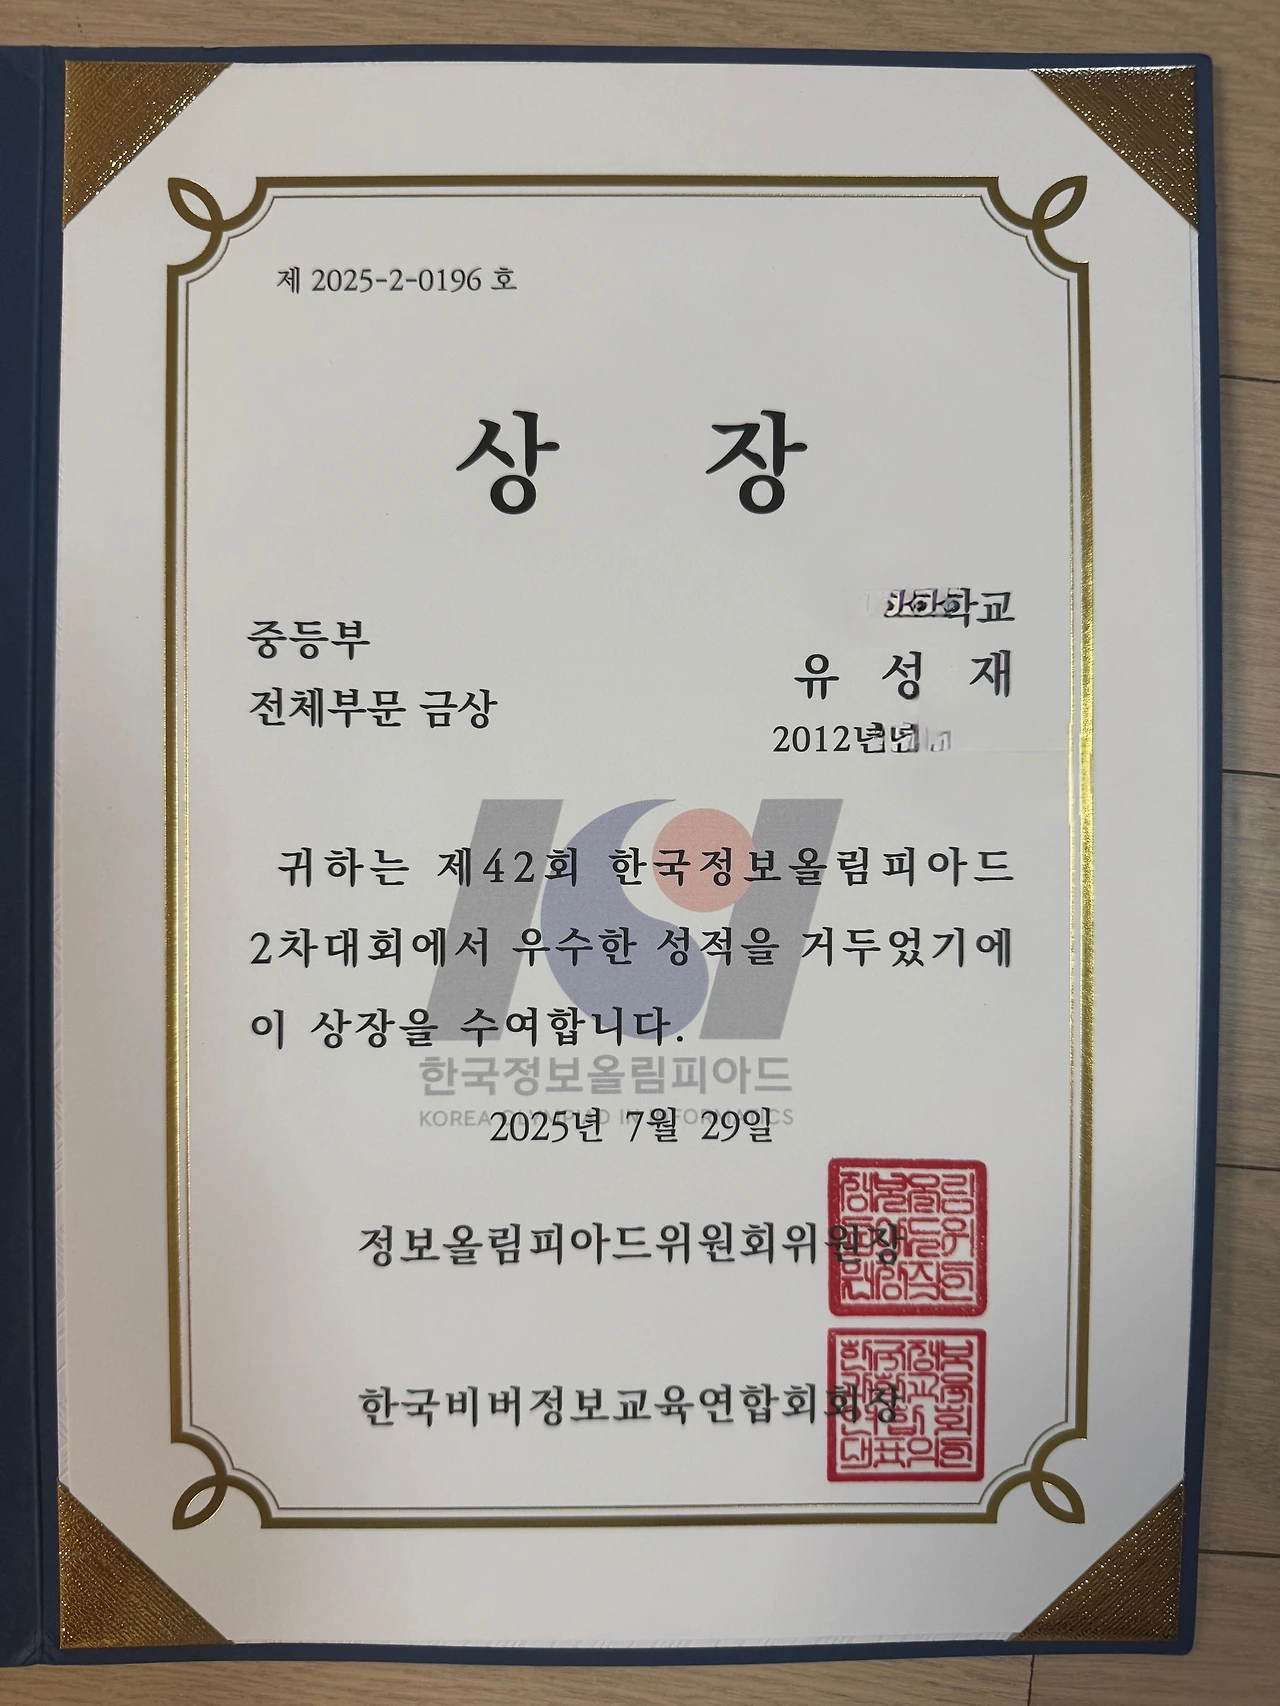 제 2025-2-0196 호
상 장
학교
중등부
유 성 재
전체부문 금상
2012년
귀하는 제42회 한국정보올림피아드
2차대회에서 우수한 성적을 거두었기에
이 상장을 수여합니다.
한국정보올림피아드
KOREA OLYMPIAD IN INFORMATICS
2025년 7월 29일
정보올림피아드위원회위원장
한국비버정보교육연합회회장